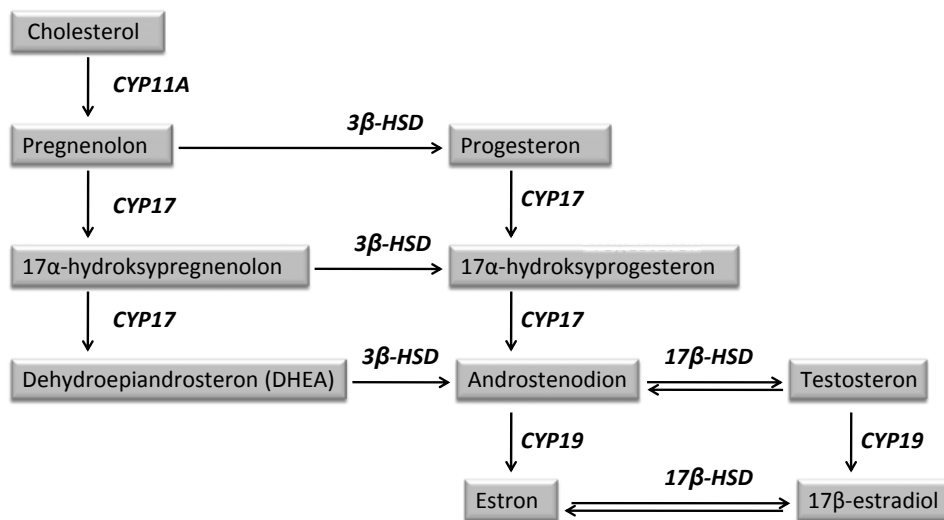 Cholesterol
CYP11A
3β-HSD
Pregnenolon
Progesteron
CYP17
CYP17
3β-HSD
17α-hydroksypregnenolon
17α-hydroksyprogesteron
CYP17
CYP17
3β-HSD
17β-HSD
Dehydroepiandrosteron (DHEA)
Androstenodion
Testosteron
CYP19
CYP19
17β-HSD
Estron
17β-estradiol